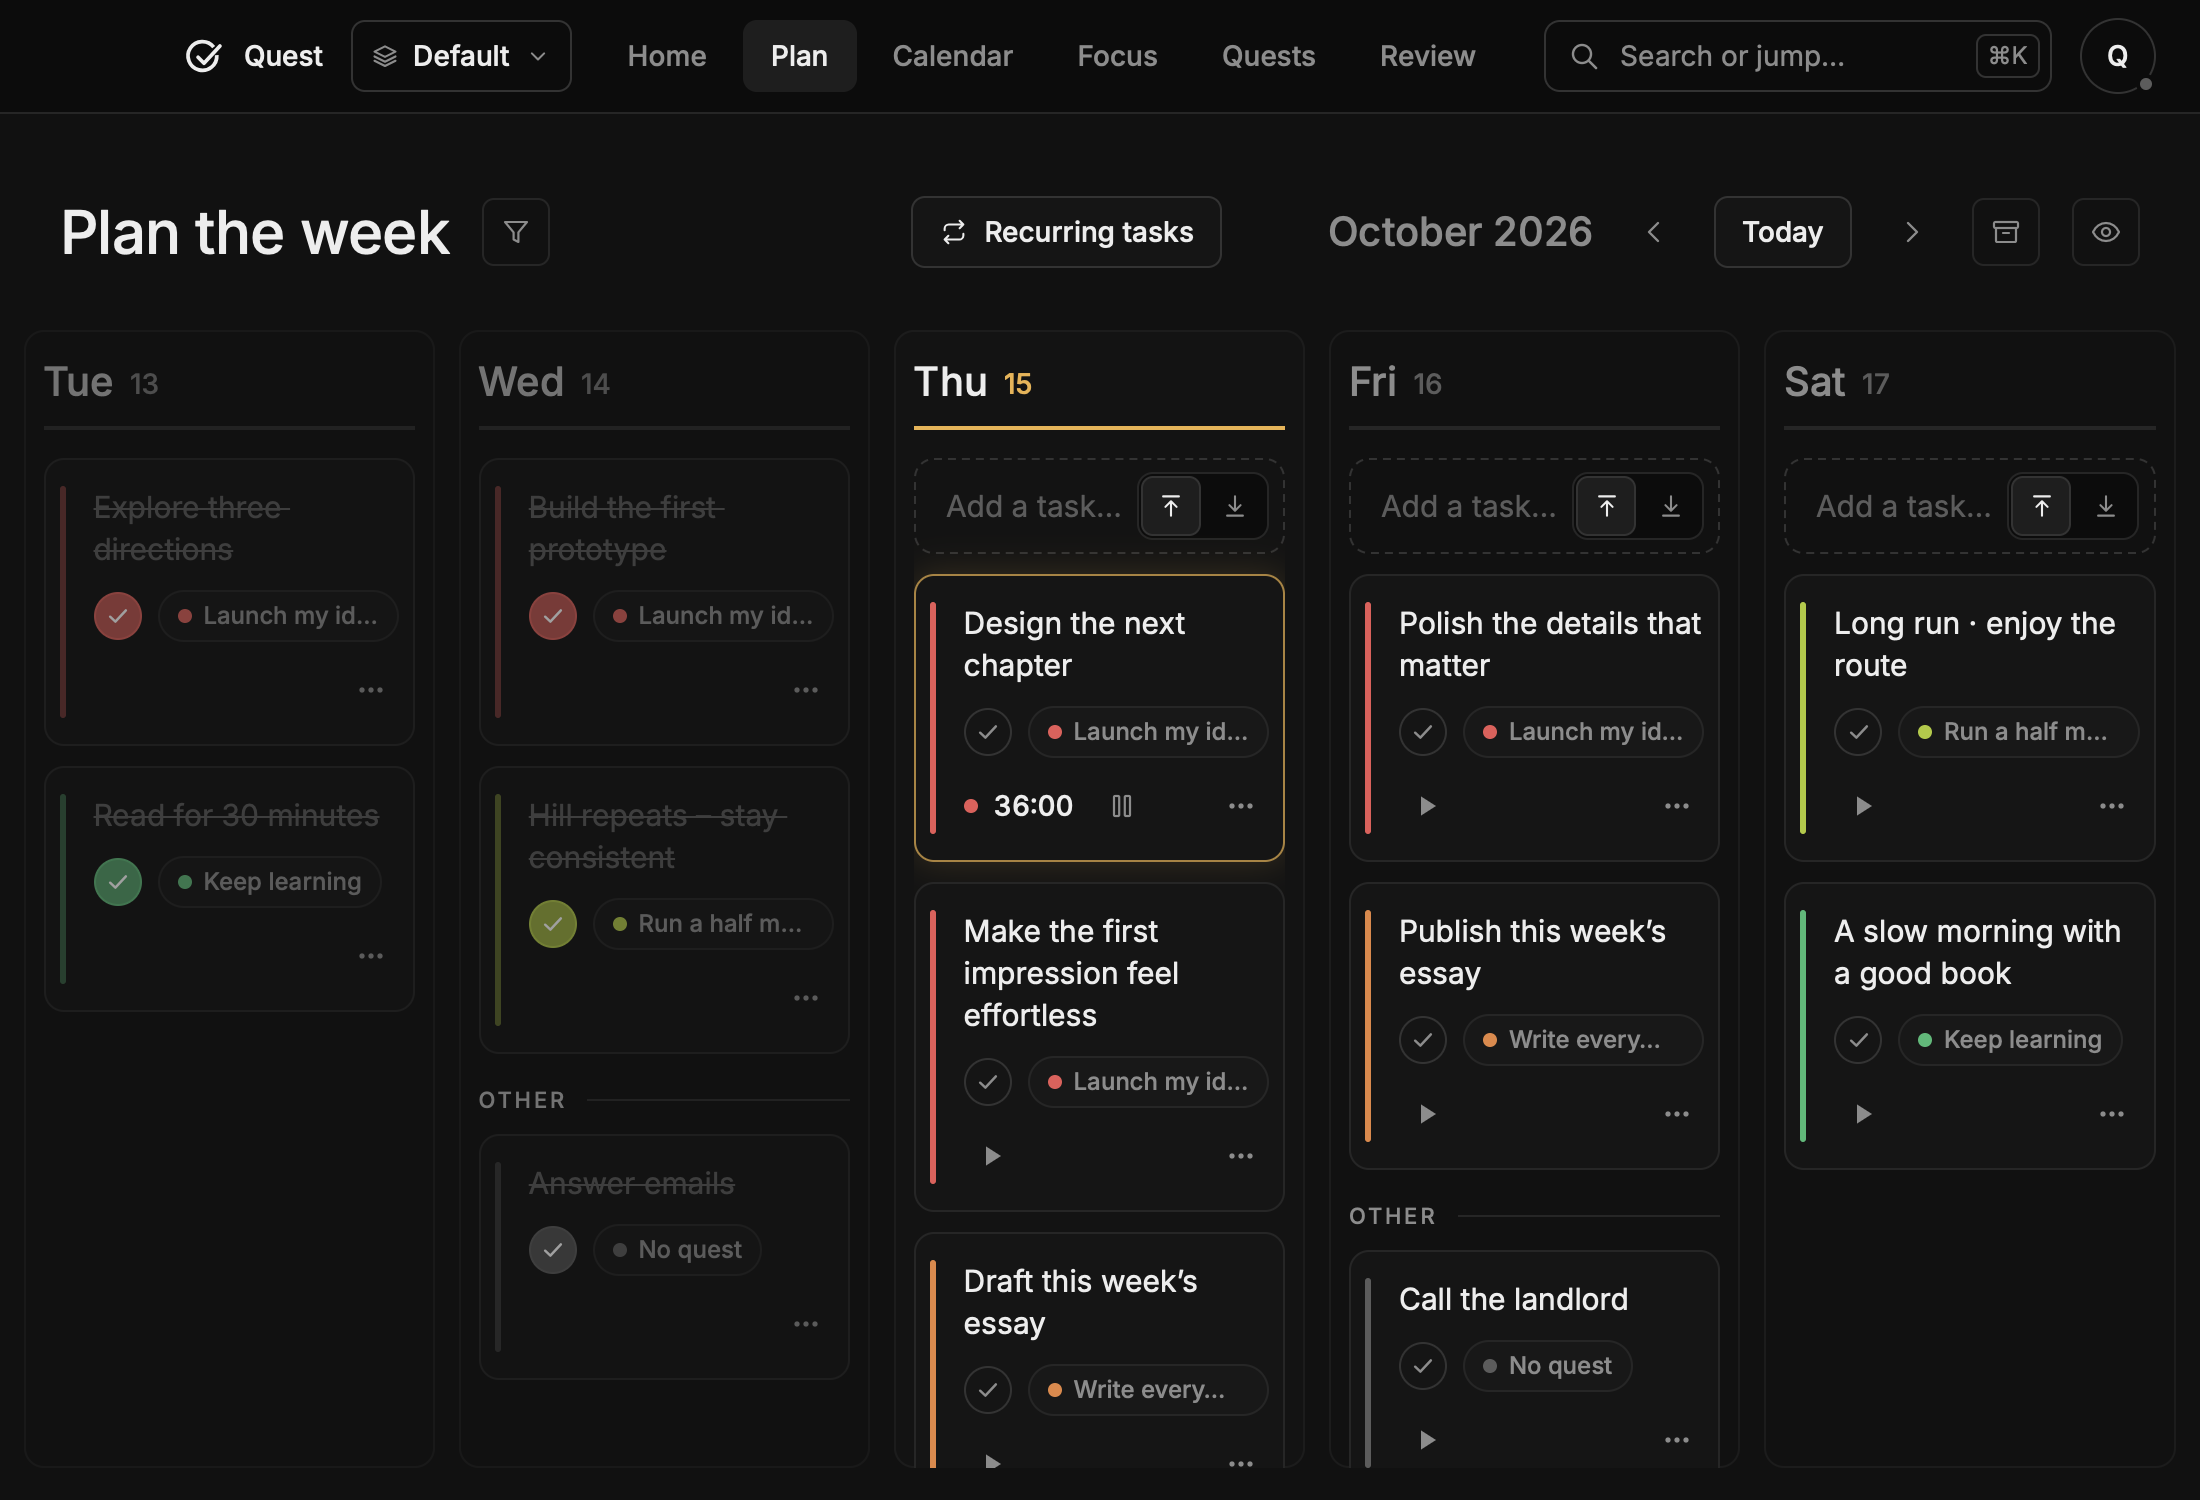 Quest
Default
Home
Plan
Calendar
Focus
Quests
Review
Search or jump...
⌘K
Q
Plan the week
Recurring tasks
October 2026
Today
Tue 13
Explore three
directions
Launch my id...
Read for 30 minutes
Keep learning
Wed 14
Build the first
prototype
Launch my id...
Hill repeats – stay
consistent
Run a half m...
OTHER
Answer emails
No quest
Thu 15
Add a task...
Design the next
chapter
Launch my id...
36:00
Make the first
impression feel
effortless
Launch my id...
Draft this week’s
essay
Write every...
Fri 16
Add a task...
Polish the details that
matter
Launch my id...
Publish this week’s
essay
Write every...
OTHER
Call the landlord
No quest
Sat 17
Add a task...
Long run · enjoy the
route
Run a half m...
A slow morning with
a good book
Keep learning